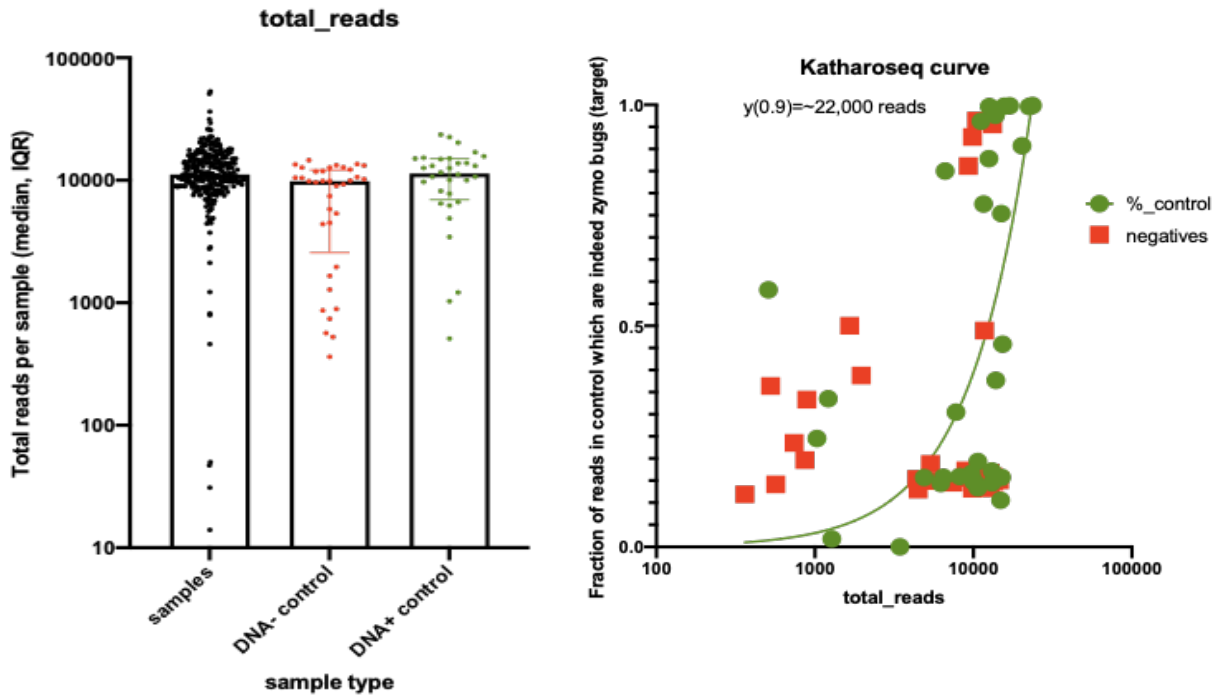 total_reads
Total reads per sample (median, IQR)
100000
10000
1000
100
10
samples
DNA- control
DNA+ control
sample type
Katharoseq curve
y(0.9)=~22,000 reads
Fraction of reads in control which are indeed zymo bugs (target)
1.0
0.5
0.0
100
1000
10000
100000
total_reads
%_control
negatives